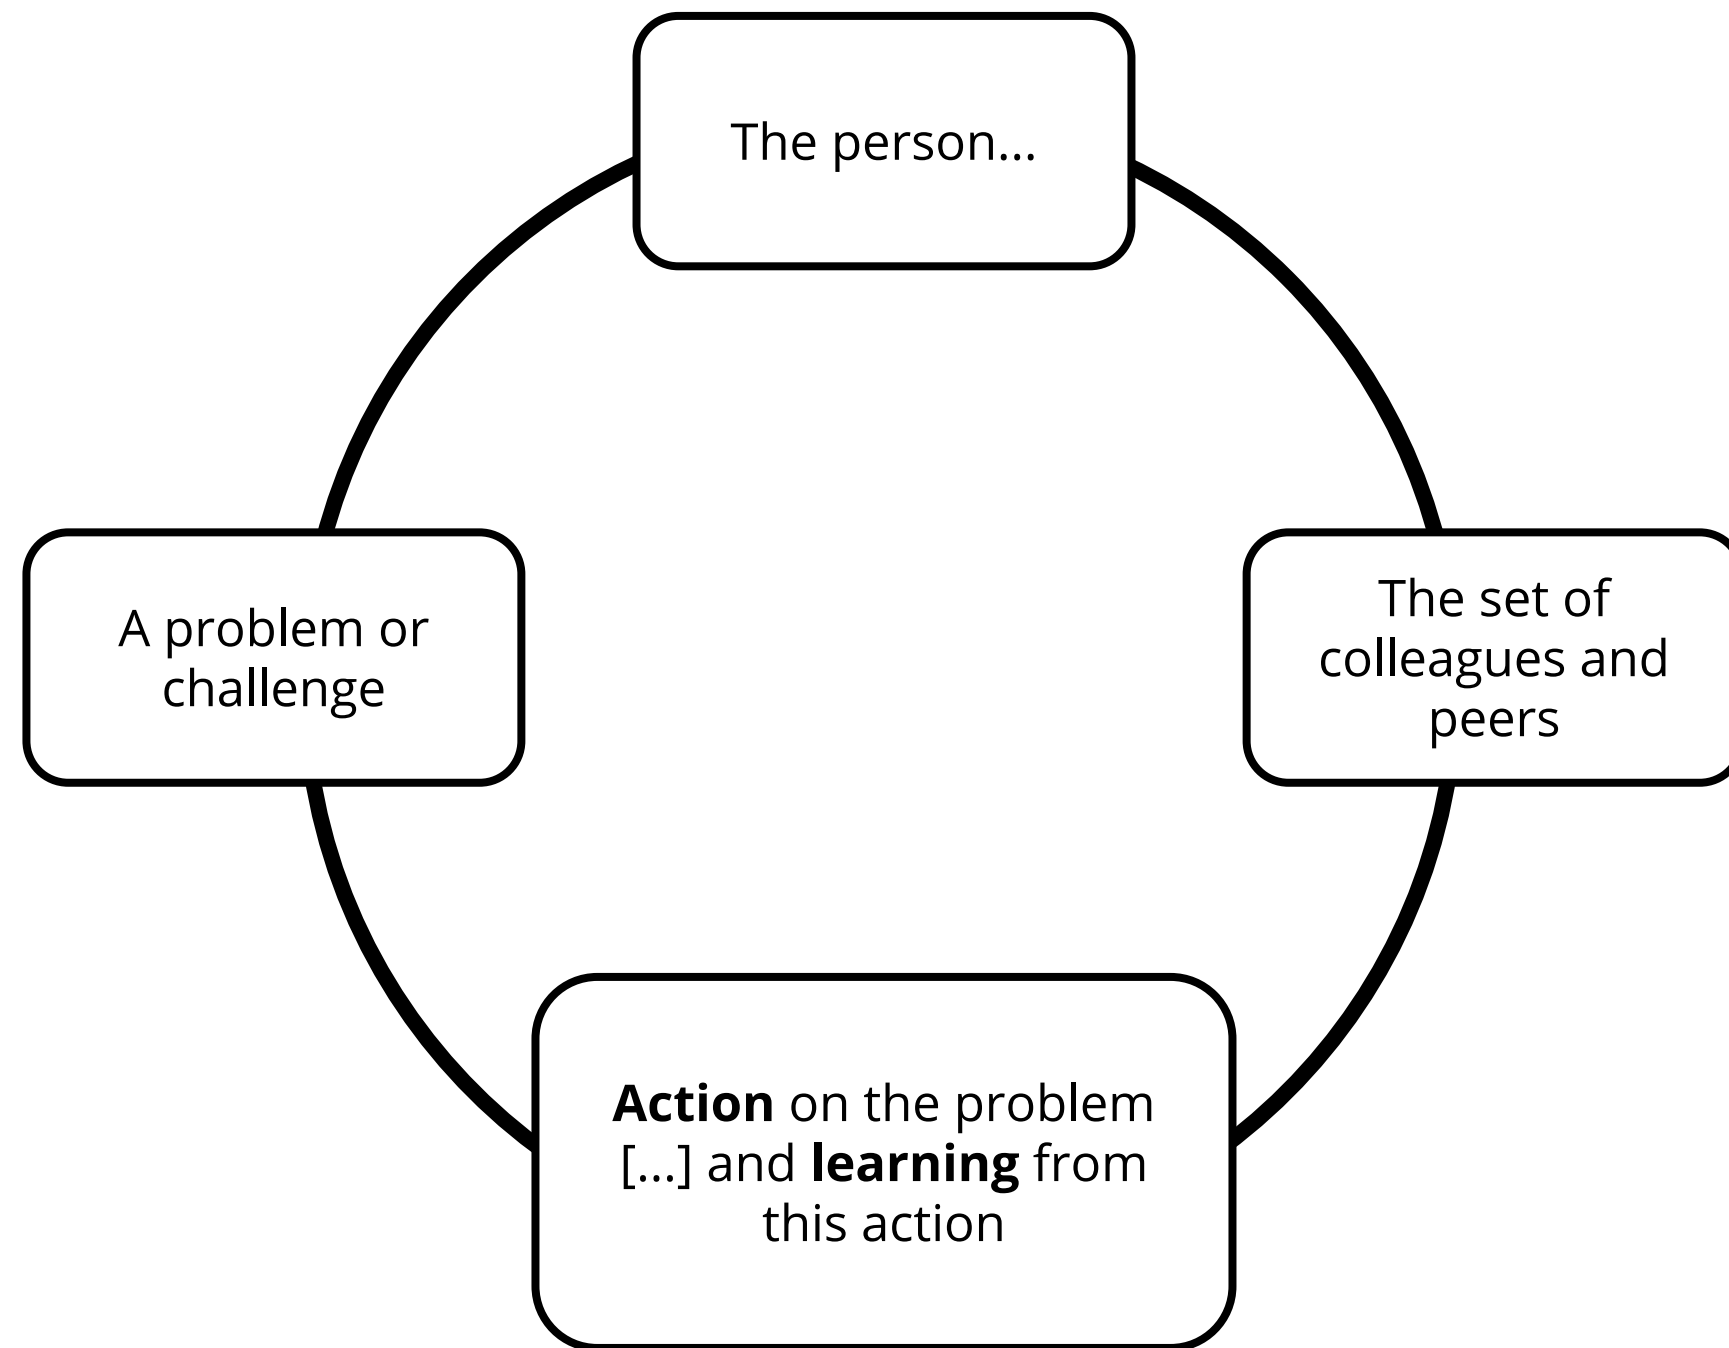 The person...
A problem or
challenge
The set of
colleagues and
peers
Action on the problem
[...] and learning from
this action